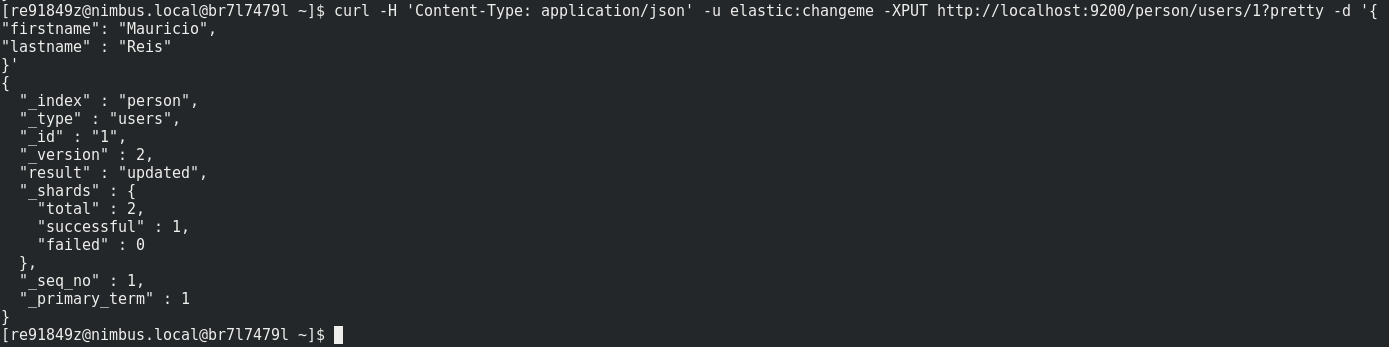 [re91849z@nimbus.local@br7l7479l ~]$ curl -H 'Content-Type: application/json' -u elastic:changeme -XPUT http://localhost:9200/person/users/1?pretty -d '{
"firstname": "Mauricio",
"lastname" : "Reis"
}'
{
  "_index" : "person",
  "_type" : "users",
  "_id" : "1",
  "_version" : 2,
  "result" : "updated",
  "_shards" : {
    "total" : 2,
    "successful" : 1,
    "failed" : 0
  },
  "_seq_no" : 1,
  "_primary_term" : 1
}
[re91849z@nimbus.local@br7l7479l ~]$